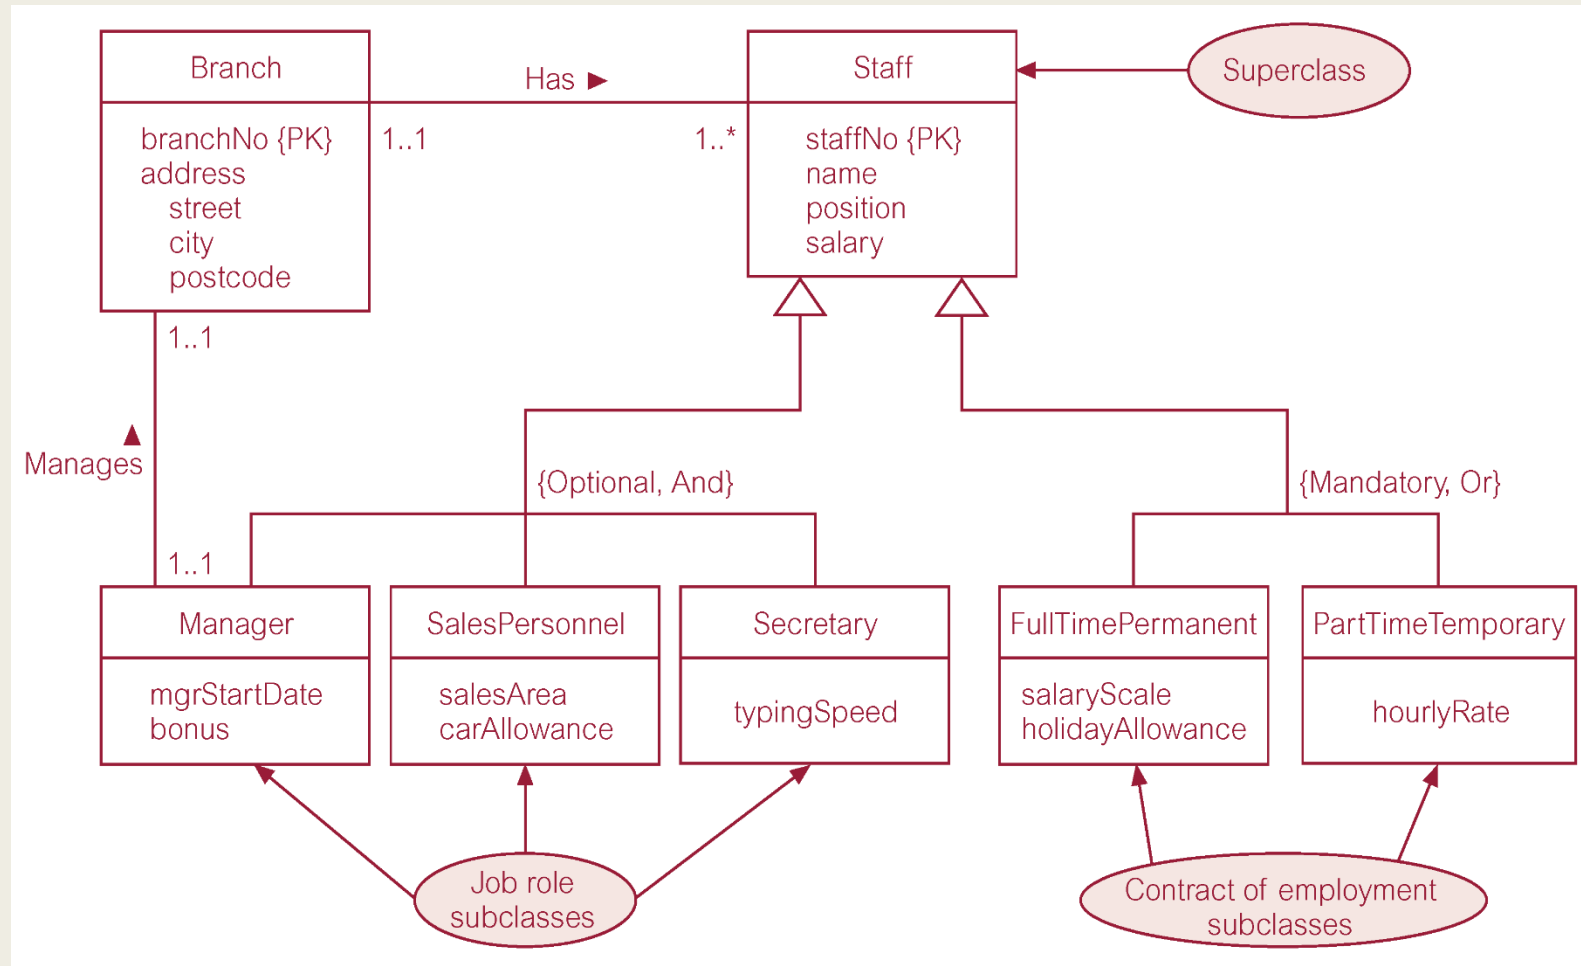 Branch
Has ►
Staff
Superclass
branchNo {PK}
address
street
city
postcode
1..1
1..*
staffNo {PK}
name
position
salary
1..1
▲
Manages
{Optional, And}
{Mandatory, Or}
1..1
Manager
mgrStartDate
bonus
SalesPersonnel
salesArea
carAllowance
Secretary
typingSpeed
FullTimePermanent
salaryScale
holidayAllowance
PartTimeTemporary
hourlyRate
Job role
subclasses
Contract of employment
subclasses